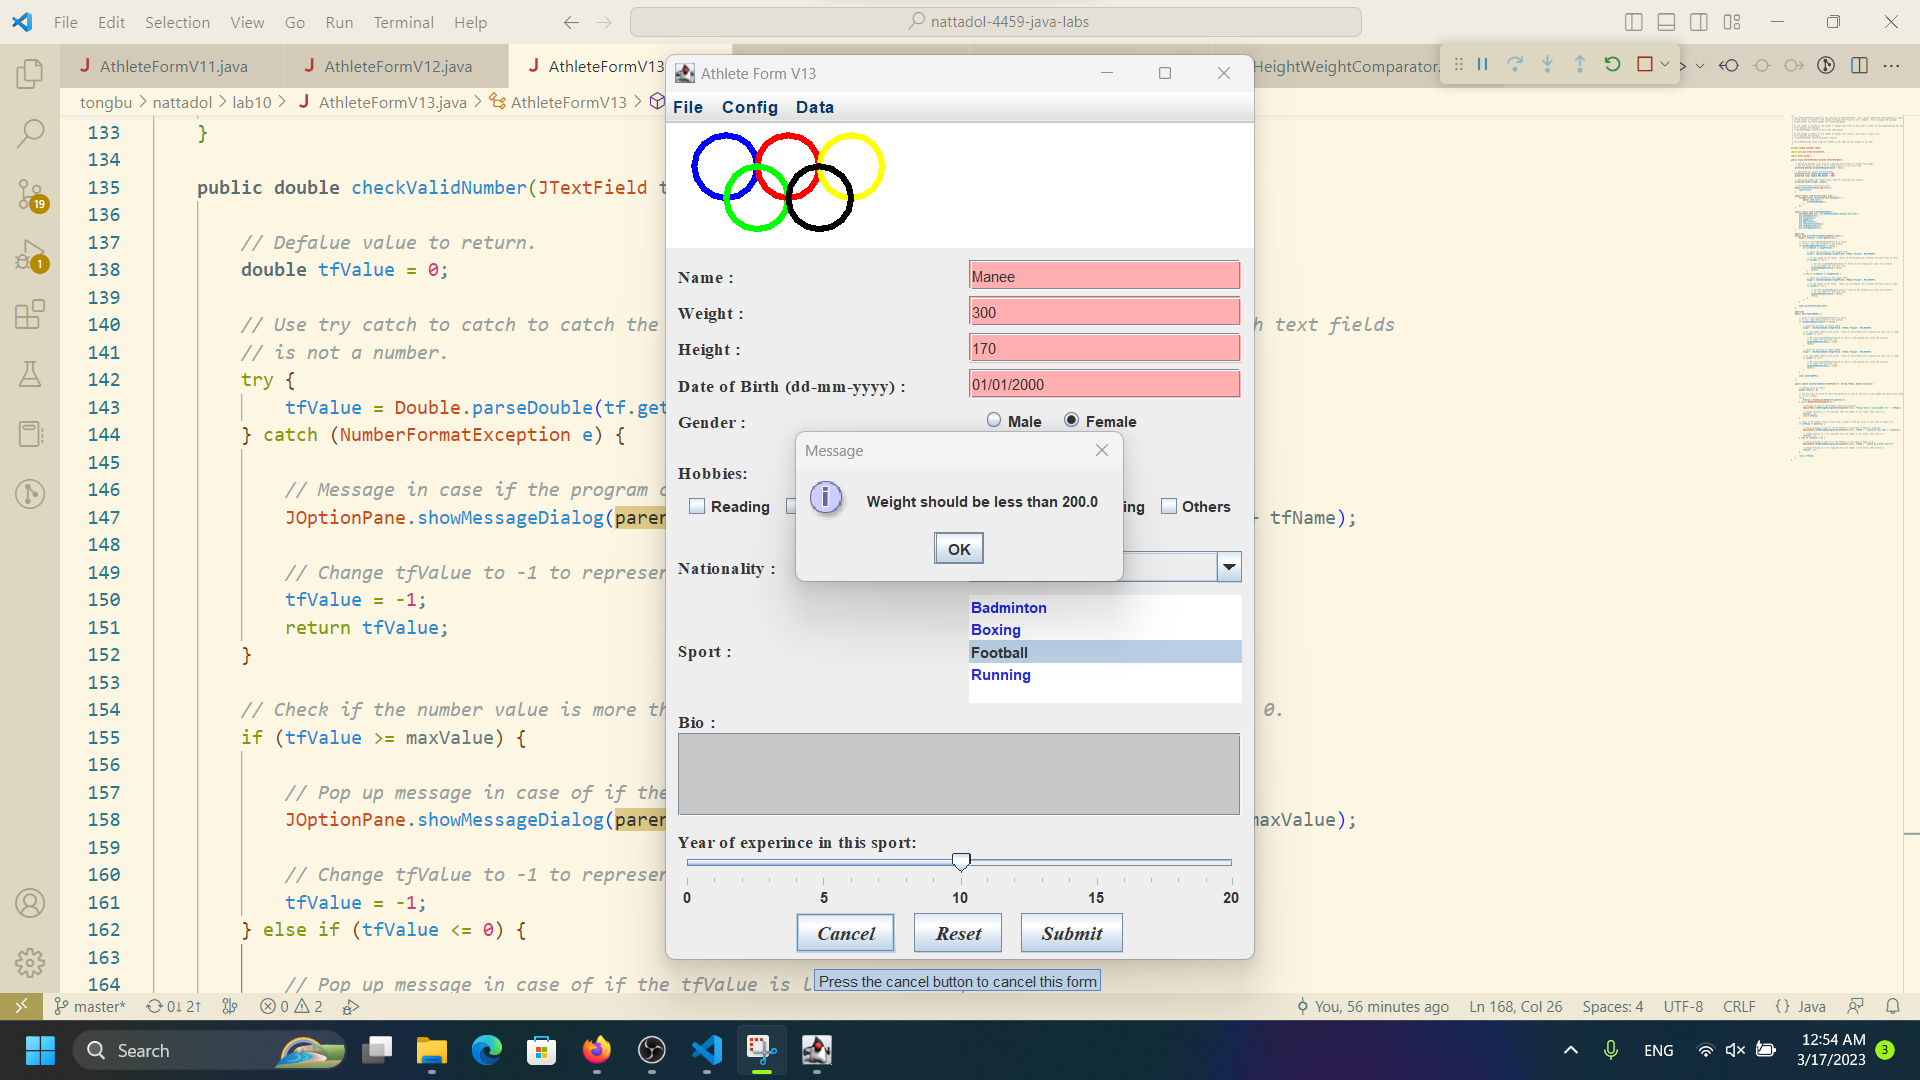 File Edit Selection View Go Run Terminal Help
nattadol-4459-java-labs
J AthleteFormV11.java
J AthleteFormV12.java
J AthleteFormV13
HeightWeightComparator.
tongbu > nattadol > lab10 > J AthleteFormV13.java > AthleteFormV13 >
133 }
134
135 public double checkValidNumber(JTextField t
136
137 // Defalue value to return.
138 double tfValue = 0;
139
140 // Use try catch to catch to catch the
h text fields
141 // is not a number.
142 try {
143 tfValue = Double.parseDouble(tf.get
144 } catch (NumberFormatException e) {
145
146 // Message in case if the program
147 JOptionPane.showMessageDialog(paren
tfName);
148
149 // Change tfValue to -1 to represen
150 tfValue = -1;
151 return tfValue;
152 }
153
154 // Check if the number value is more th
0.
155 if (tfValue >= maxValue) {
156
157 // Pop up message in case of if the
158 JOptionPane.showMessageDialog(paren
maxValue);
159
160 // Change tfValue to -1 to represen
161 tfValue = -1;
162 } else if (tfValue <= 0) {
163
164 // Pop up message in case of if the tfValue is l
Athlete Form V13
File Config Data
Name : Manee
Weight : 300
Height : 170
Date of Birth (dd-mm-yyyy) : 01/01/2000
Gender : Male Female
Hobbies:
Reading
ing Others
Message
Weight should be less than 200.0
OK
Nationality :
Sport :
Badminton
Boxing
Football
Running
Bio :
Year of experince in this sport:
0 5 10 15 20
Cancel Reset Submit
Press the cancel button to cancel this form
19
1
master* 0↓ 2↑ 0 2
You, 56 minutes ago Ln 168, Col 26 Spaces: 4 UTF-8 CRLF {} Java
Search
ENG
12:54 AM
3/17/2023
3